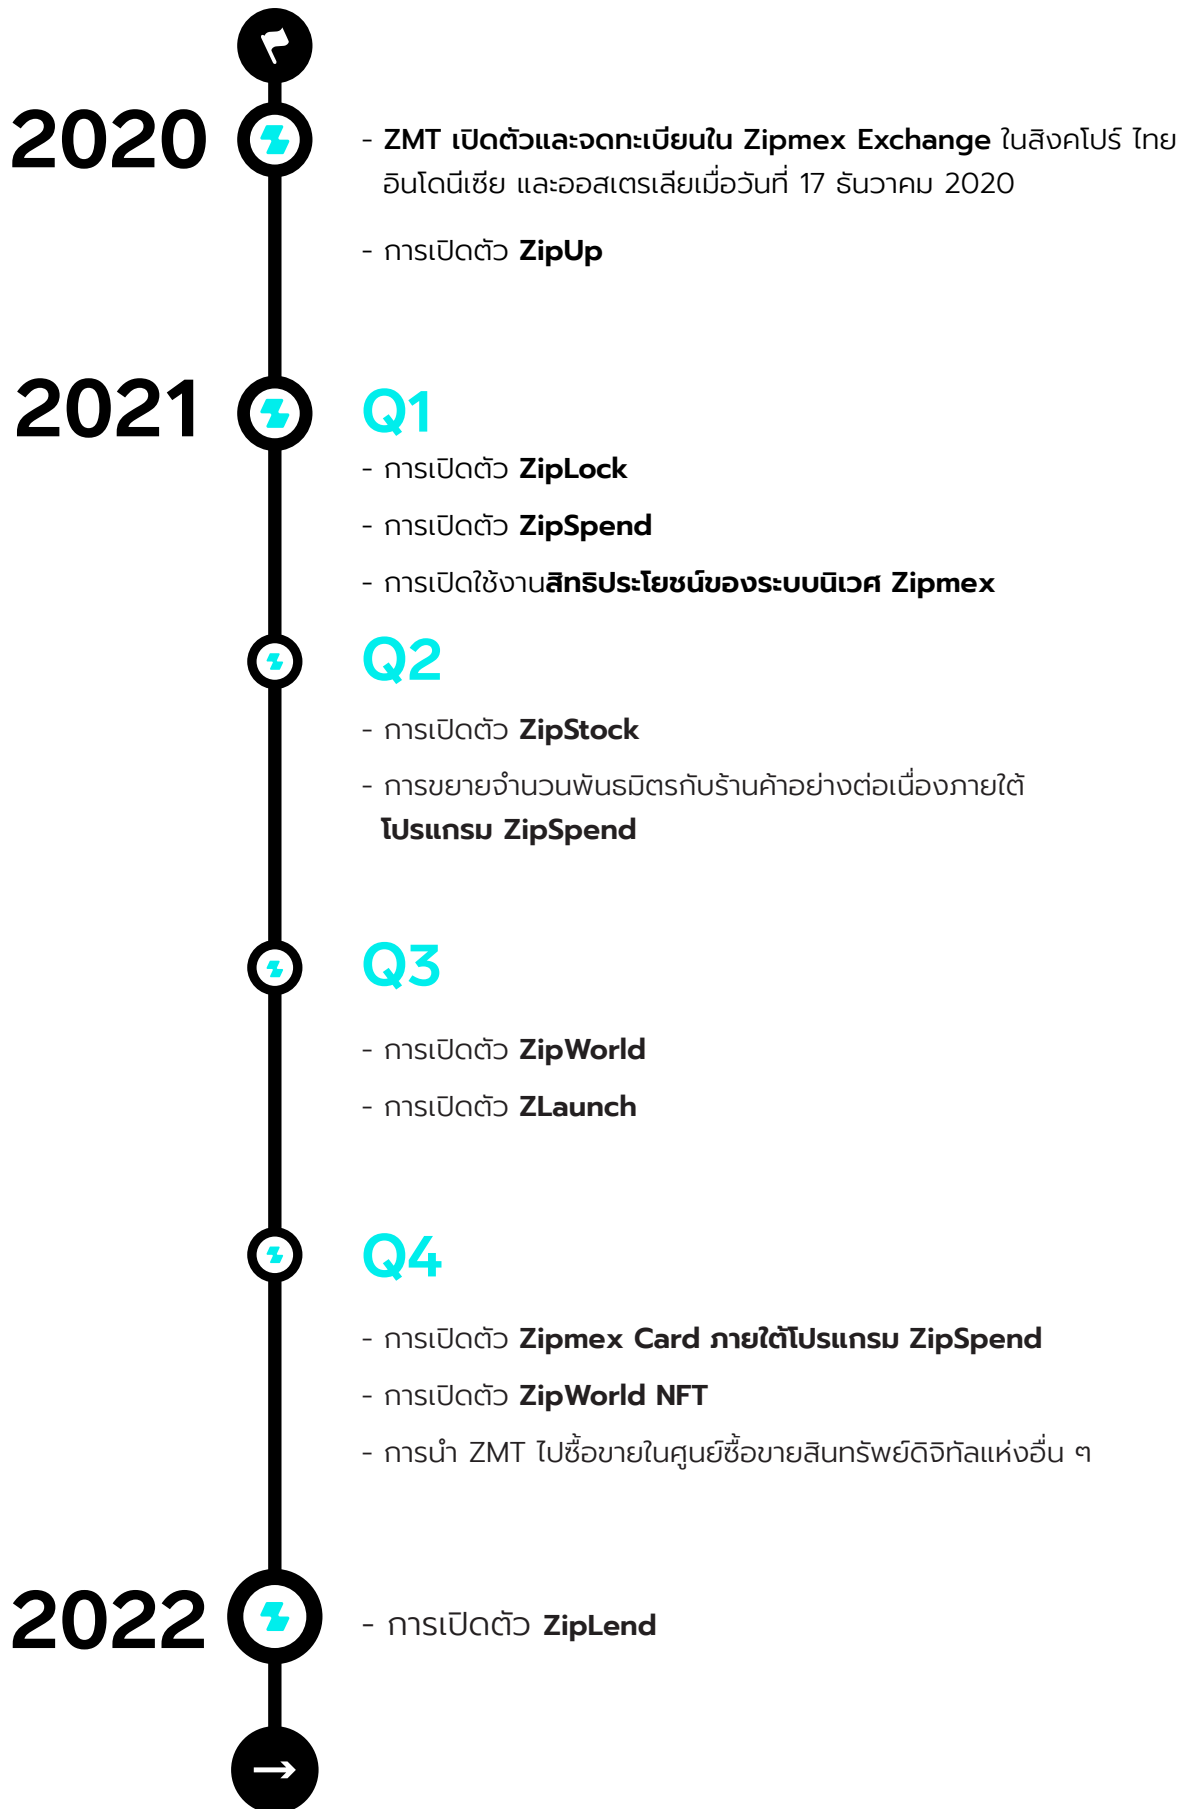 2020
- ZMT เปิดตัวและจดทะเบียนใน Zipmex Exchange ในสิงคโปร์ ไทย
อินโดนีเซีย และออสเตรเลียเมื่อวันที่ 17 ธันวาคม 2020
- การเปิดตัว ZipUp
2021
Q1
- การเปิดตัว ZipLock
- การเปิดตัว ZipSpend
- การเปิดใช้งานสิทธิประโยชน์ของระบบนิเวศ Zipmex
Q2
- การเปิดตัว ZipStock
- การขยายจำนวนพันธมิตรกับร้านค้าอย่างต่อเนื่องภายใต้
โปรแกรม ZipSpend
Q3
- การเปิดตัว ZipWorld
- การเปิดตัว ZLaunch
Q4
- การเปิดตัว Zipmex Card ภายใต้โปรแกรม ZipSpend
- การเปิดตัว ZipWorld NFT
- การนำ ZMT ไปซื้อขายในศูนย์ซื้อขายสินทรัพย์ดิจิทัลแห่งอื่น ๆ
2022
- การเปิดตัว ZipLend